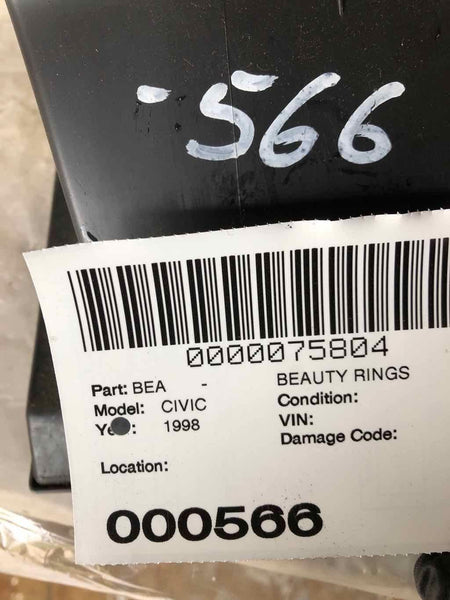 -566
0000075804
Part: BEA - BEAUTY RINGS
Model: CIVIC Condition:
1998 VIN:
Damage Code:
Location:
000566